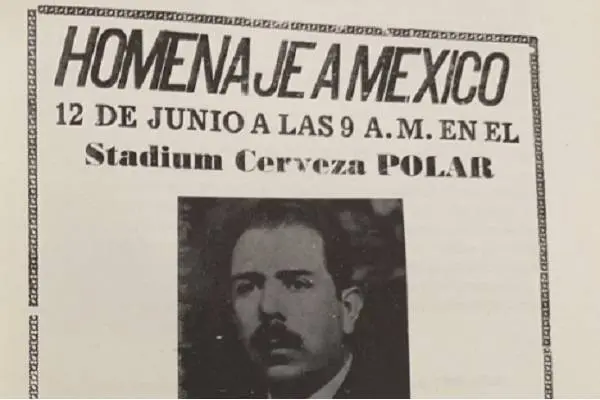 HOMENAJE A MEXICO
12 DE JUNIO A LAS 9 A.M. EN EL
Stadium Cerveza POLAR